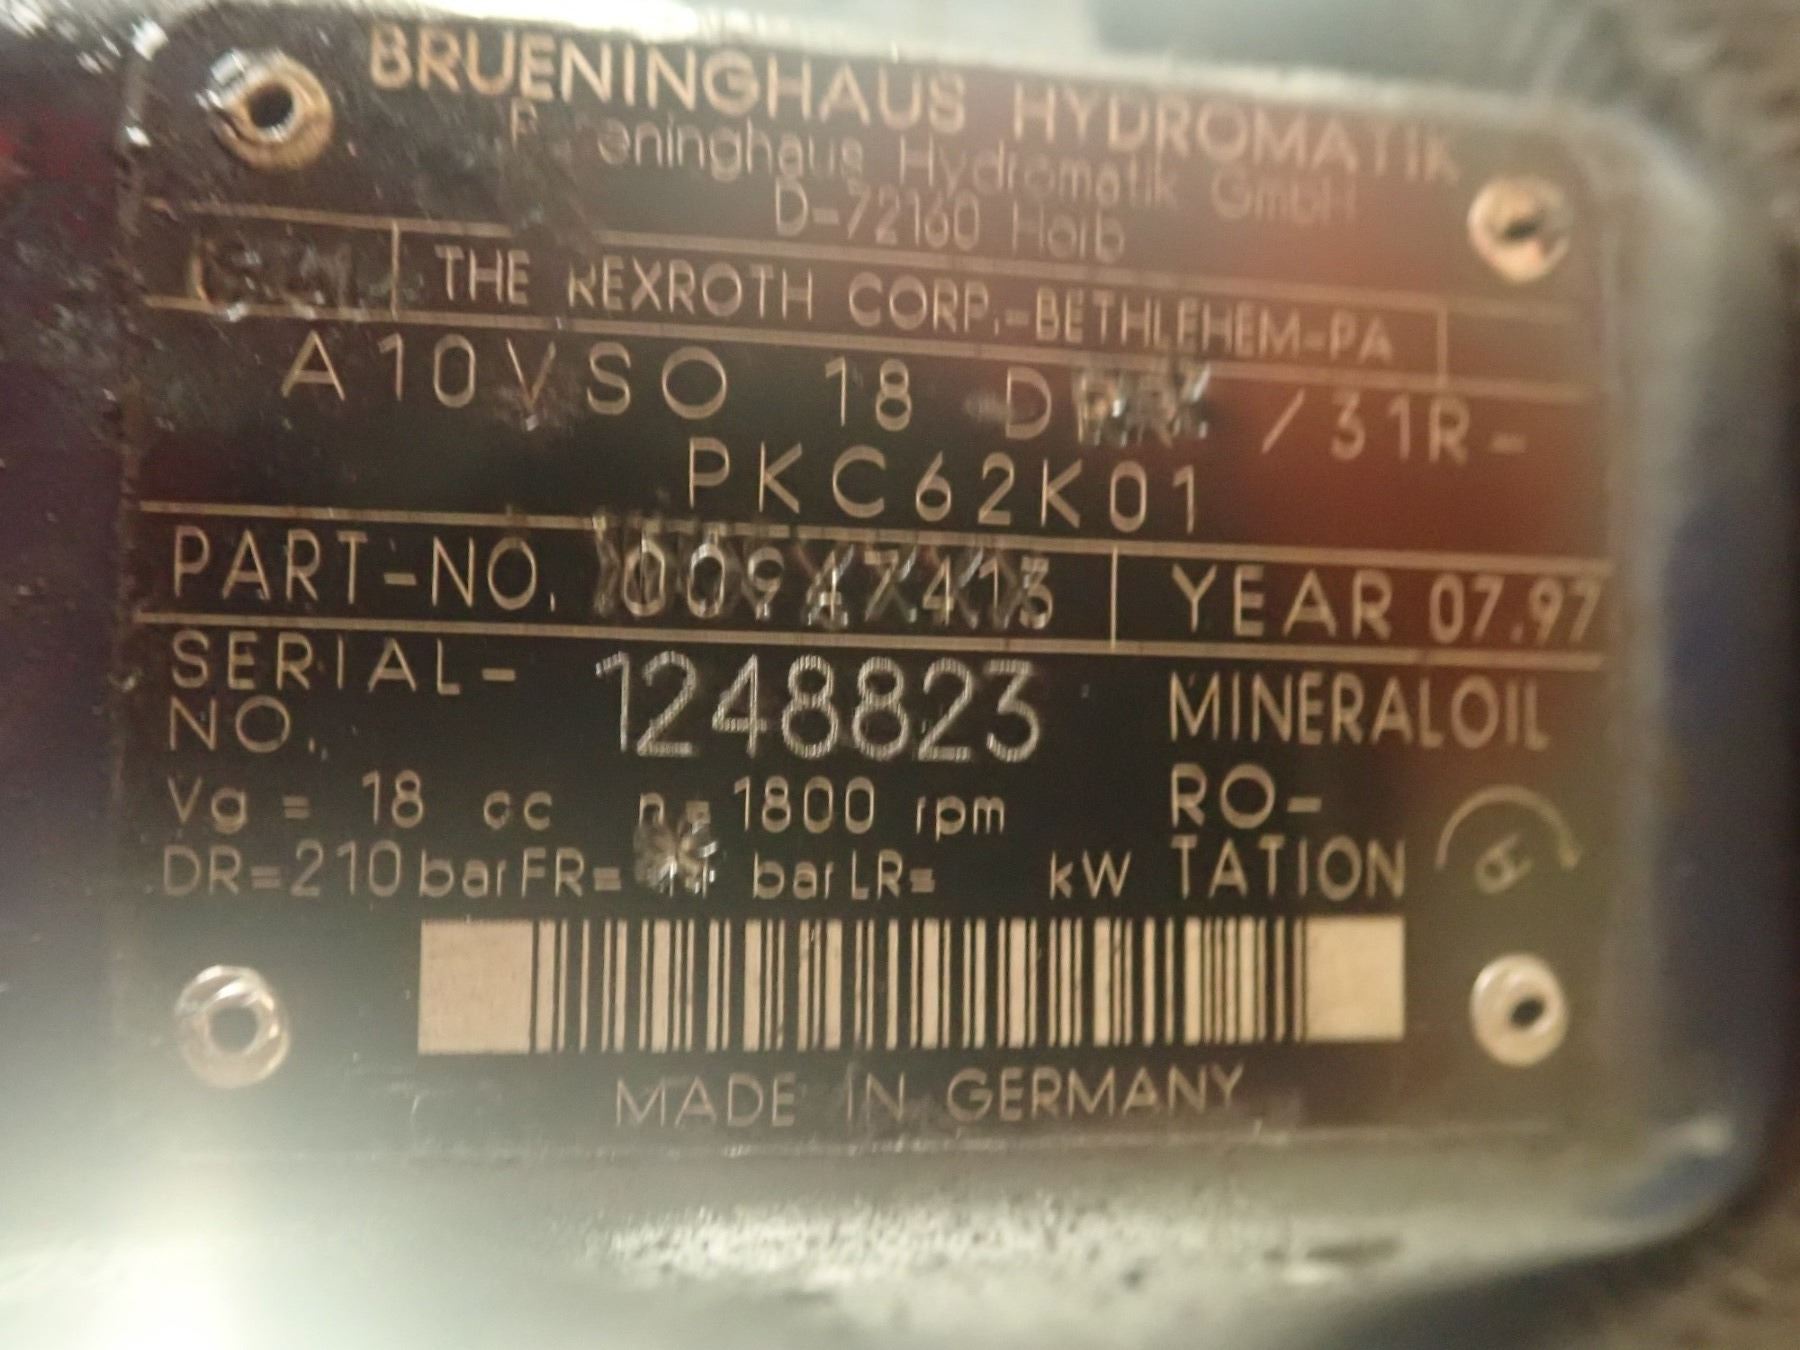 BRUENINGHAUS HYDROMATIK
Brueninghaus Hydromatik GmbH
D-72160 Horb
THE REXROTH CORP.-BETHLEHEM-PA
A10VSO 18 / 31R-
PKC62K01
PART-NO. YEAR 07.97
SERIAL-NO. 1248823 MINERALOIL
Vg = 18 cc n = 1800 rpm RO-
DR=210 bar FR= bar LR= kW TATION
MADE IN GERMANY